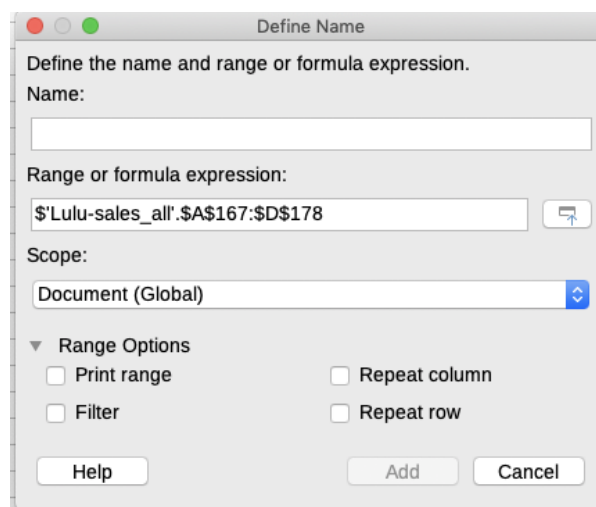 Define Name
Define the name and range or formula expression.
Name:
Range or formula expression:
$'Lulu-sales_all'.$A$167:$D$178
Scope:
Document (Global)
Range Options
Print range Repeat column
Filter Repeat row
Help Add Cancel